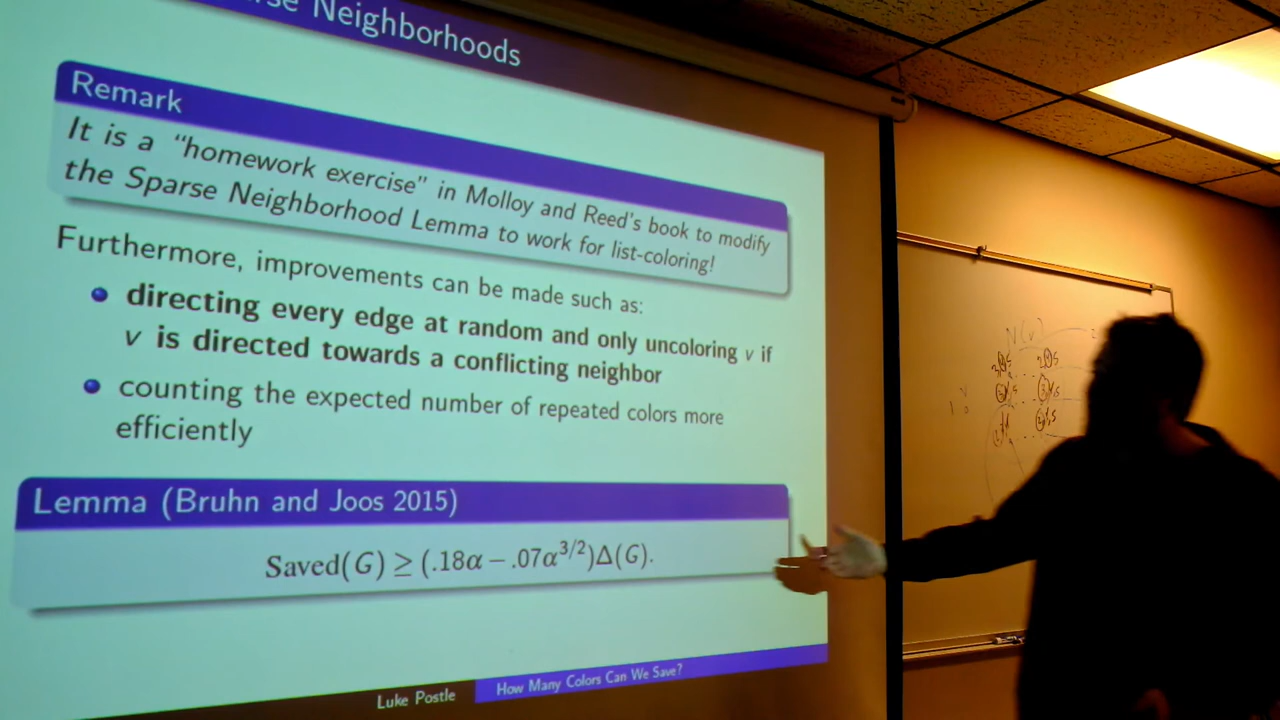 Neighborhoods
Remark
It is a "homework exercise" in Molloy and Reed's book to modify
the Sparse Neighborhood Lemma to work for list-coloring!
Furthermore, improvements can be made such as:
directing every edge at random and only uncoloring v if
v is directed towards a conflicting neighbor
counting the expected number of repeated colors more
efficiently
Lemma (Bruhn and Joos 2015)
Saved(G) ≥ (.18α − .07α^{3/2})Δ(G).
Luke Postle
How Many Colors Can We Save?
N(v)